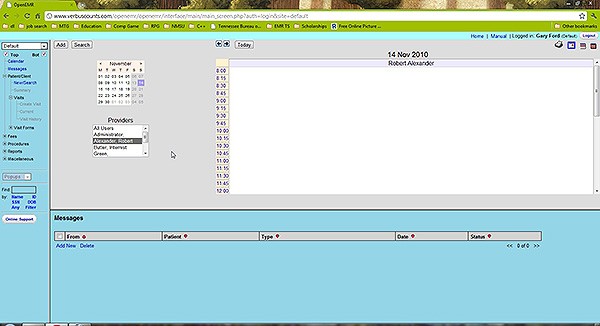 OpenEMR
www.verbuscounts.com/openemr/openemr/interface/main/main_screen.php?auth=login&site=default
dl job search MTG Education Comp Game RPG NMSU C++ Tennessee Bureau o... EMR TS Scholarships Free Online Picture ... Other bookmarks
Home | Manual | Logged in: Gary Ford (Default) Logout
Default
Top Bot
Calendar
Messages
Patient/Client
New/Search
Summary
Visits
Create Visit
Current
Visit History
Visit Forms
Fees
Procedures
Reports
Miscellaneous
Popups
Find:
by: Name ID
SSN DOB
Any Filter
Online Support
Add Search
November
M T W T F S S
01 02 03 04 05 06 07
08 09 10 11 12 13 14
15 16 17 18 19 20 21
22 23 24 25 26 27 28
29 30 01 02 03 04 05
Providers
All Users
Administrator,
Alexander, Robert
Butler, Internist
Green,
Today
14 Nov 2010
Robert Alexander
8:00
8:15
8:30
8:45
9:00
9:15
9:30
9:45
10:00
10:15
10:30
10:45
11:00
11:15
11:30
11:45
12:00
Messages
From Patient Type Date Status
Add New Delete << 0 of 0 >>